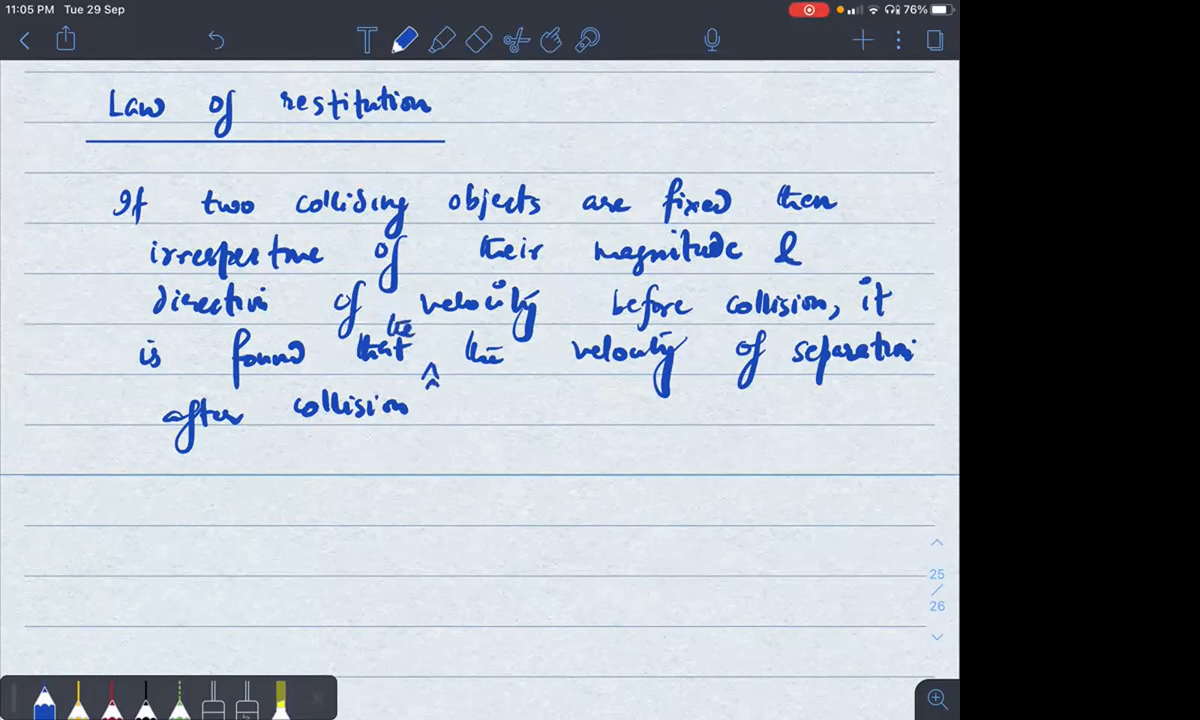 11:05 PM Tue 29 Sep 76%
Law of restitution
If two colliding objects are fixed then
irrespective of their magnitude &
direction of velocity before collision, it
the
is found that ^ the velocity of separation
after collision
25
/
26